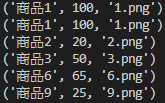 ('商品1', 100, '1.png')
('商品1', 100, '1.png')
('商品2', 20, '2.png')
('商品3', 50, '3.png')
('商品6', 65, '6.png')
('商品9', 25, '9.png')